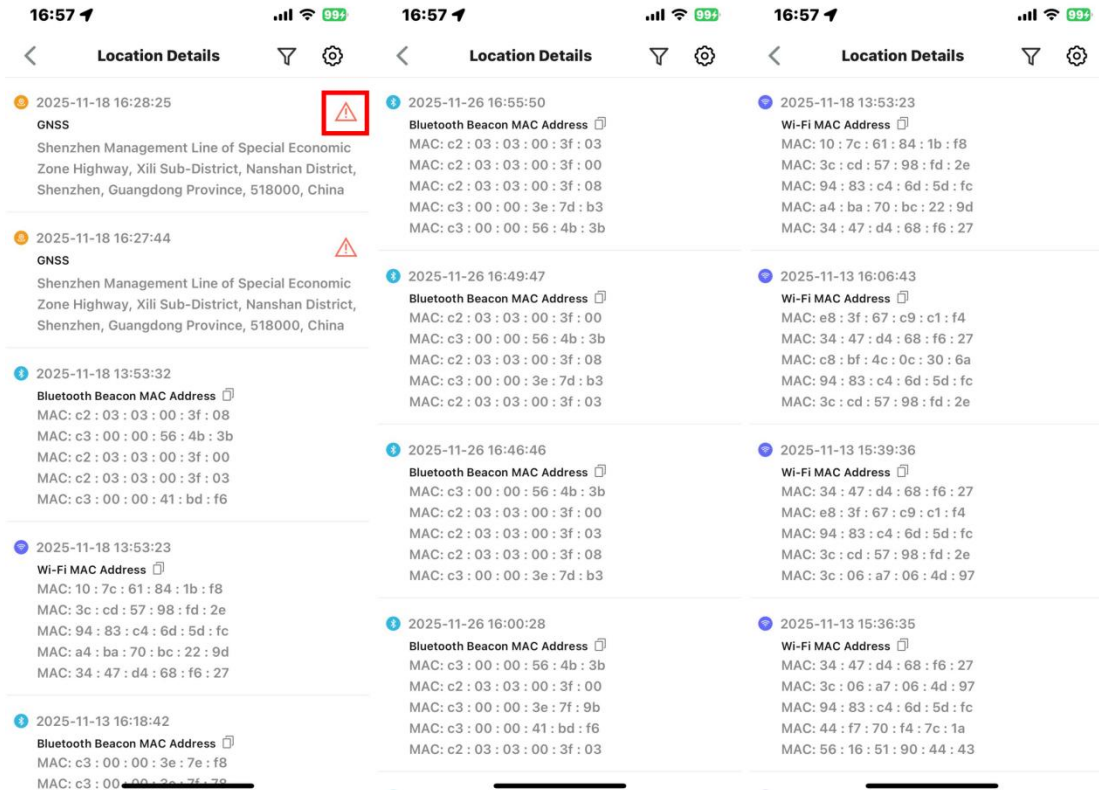 16:57
99
Location Details
2025-11-18 16:28:25
GNSS
Shenzhen Management Line of Special Economic
Zone Highway, Xili Sub-District, Nanshan District,
Shenzhen, Guangdong Province, 518000, China
2025-11-18 16:27:44
GNSS
Shenzhen Management Line of Special Economic
Zone Highway, Xili Sub-District, Nanshan District,
Shenzhen, Guangdong Province, 518000, China
2025-11-18 13:53:32
Bluetooth Beacon MAC Address
MAC: c2 : 03 : 03 : 00 : 3f : 08
MAC: c3 : 00 : 00 : 56 : 4b : 3b
MAC: c2 : 03 : 03 : 00 : 3f : 00
MAC: c2 : 03 : 03 : 00 : 3f : 03
MAC: c3 : 00 : 00 : 41 : bd : f6
2025-11-18 13:53:23
Wi-Fi MAC Address
MAC: 10 : 7c : 61 : 84 : 1b : f8
MAC: 3c : cd : 57 : 98 : fd : 2e
MAC: 94 : 83 : c4 : 6d : 5d : fc
MAC: a4 : ba : 70 : bc : 22 : 9d
MAC: 34 : 47 : d4 : 68 : f6 : 27
2025-11-13 16:18:42
Bluetooth Beacon MAC Address
MAC: c3 : 00 : 00 : 3e : 7e : f8
MAC: c3 : 00 : 00 : 3e : 7f : 78
16:57
99
Location Details
2025-11-26 16:55:50
Bluetooth Beacon MAC Address
MAC: c2 : 03 : 03 : 00 : 3f : 03
MAC: c2 : 03 : 03 : 00 : 3f : 00
MAC: c2 : 03 : 03 : 00 : 3f : 08
MAC: c3 : 00 : 00 : 3e : 7d : b3
MAC: c3 : 00 : 00 : 56 : 4b : 3b
2025-11-26 16:49:47
Bluetooth Beacon MAC Address
MAC: c2 : 03 : 03 : 00 : 3f : 00
MAC: c3 : 00 : 00 : 56 : 4b : 3b
MAC: c2 : 03 : 03 : 00 : 3f : 08
MAC: c3 : 00 : 00 : 3e : 7d : b3
MAC: c2 : 03 : 03 : 00 : 3f : 03
2025-11-26 16:46:46
Bluetooth Beacon MAC Address
MAC: c3 : 00 : 00 : 56 : 4b : 3b
MAC: c2 : 03 : 03 : 00 : 3f : 00
MAC: c2 : 03 : 03 : 00 : 3f : 03
MAC: c2 : 03 : 03 : 00 : 3f : 08
MAC: c3 : 00 : 00 : 3e : 7d : b3
2025-11-26 16:00:28
Bluetooth Beacon MAC Address
MAC: c3 : 00 : 00 : 56 : 4b : 3b
MAC: c2 : 03 : 03 : 00 : 3f : 00
MAC: c3 : 00 : 00 : 3e : 7f : 9b
MAC: c3 : 00 : 00 : 41 : bd : f6
MAC: c2 : 03 : 03 : 00 : 3f : 03
16:57
99
Location Details
2025-11-18 13:53:23
Wi-Fi MAC Address
MAC: 10 : 7c : 61 : 84 : 1b : f8
MAC: 3c : cd : 57 : 98 : fd : 2e
MAC: 94 : 83 : c4 : 6d : 5d : fc
MAC: a4 : ba : 70 : bc : 22 : 9d
MAC: 34 : 47 : d4 : 68 : f6 : 27
2025-11-13 16:06:43
Wi-Fi MAC Address
MAC: e8 : 3f : 67 : c9 : c1 : f4
MAC: 34 : 47 : d4 : 68 : f6 : 27
MAC: c8 : bf : 4c : 0c : 30 : 6a
MAC: 94 : 83 : c4 : 6d : 5d : fc
MAC: 3c : cd : 57 : 98 : fd : 2e
2025-11-13 15:39:36
Wi-Fi MAC Address
MAC: 34 : 47 : d4 : 68 : f6 : 27
MAC: e8 : 3f : 67 : c9 : c1 : f4
MAC: 94 : 83 : c4 : 6d : 5d : fc
MAC: 3c : cd : 57 : 98 : fd : 2e
MAC: 3c : 06 : a7 : 06 : 4d : 97
2025-11-13 15:36:35
Wi-Fi MAC Address
MAC: 34 : 47 : d4 : 68 : f6 : 27
MAC: 3c : 06 : a7 : 06 : 4d : 97
MAC: 94 : 83 : c4 : 6d : 5d : fc
MAC: 44 : f7 : 70 : f4 : 7c : 1a
MAC: 56 : 16 : 51 : 90 : 44 : 43